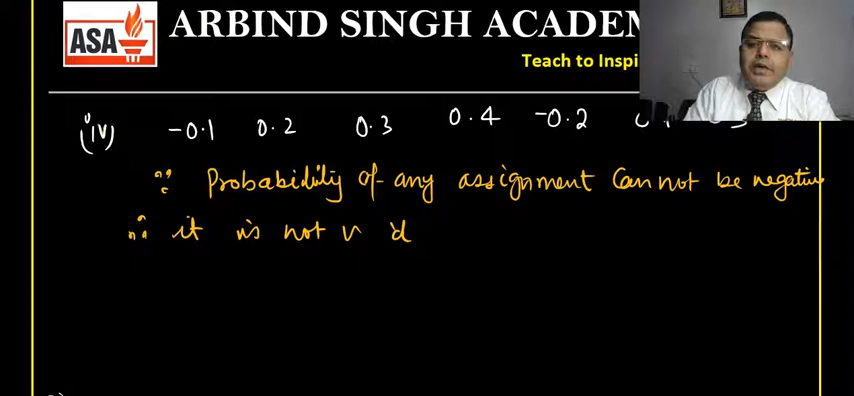 ASA
ARBIND SINGH ACADEM
Teach to Inspi
(iv) -0.1 0.2 0.3 0.4 -0.2
∵ Probability of any assignment Cannot be negative
∴ it is not v d